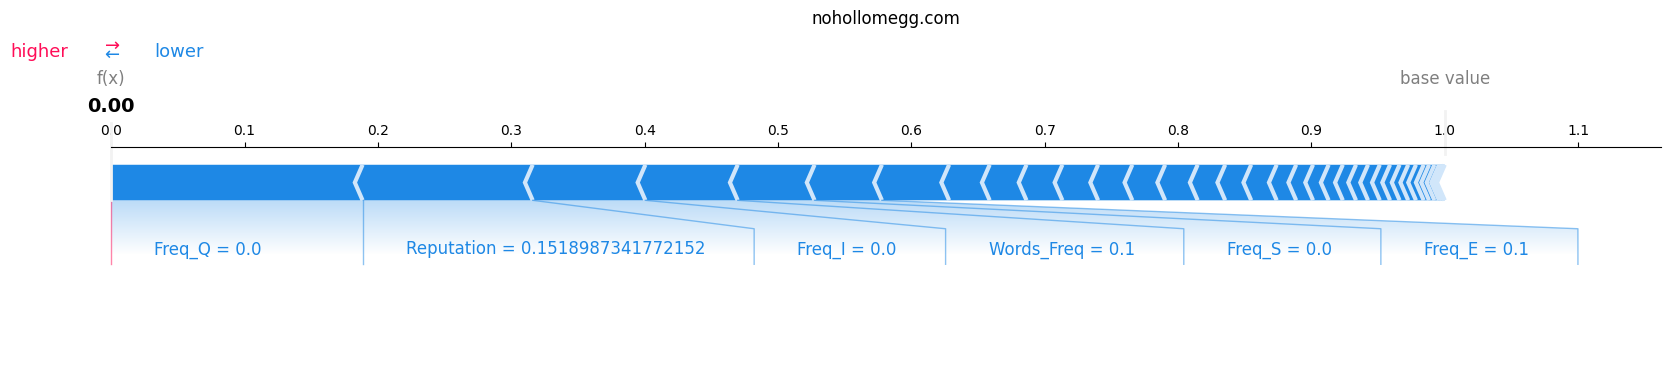 nohollomegg.com
higher ⇄ lower
f(x)
base value
0.00
0.0 0.1 0.2 0.3 0.4 0.5 0.6 0.7 0.8 0.9 1.0 1.1
Freq_Q = 0.0 Reputation = 0.1518987341772152 Freq_I = 0.0 Words_Freq = 0.1 Freq_S = 0.0 Freq_E = 0.1